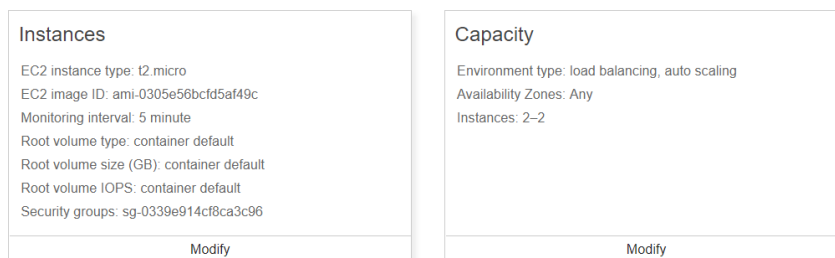 Instances
EC2 instance type: t2.micro
EC2 image ID: ami-0305e56bcfd5af49c
Monitoring interval: 5 minute
Root volume type: container default
Root volume size (GB): container default
Root volume IOPS: container default
Security groups: sg-0339e914cf8ca3c96
Modify
Capacity
Environment type: load balancing, auto scaling
Availability Zones: Any
Instances: 2–2
Modify